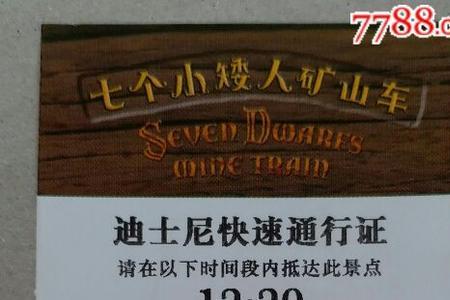 7788.c
七个小矮人矿山车
SEVEN DWARFS
MINE TRAIN
迪士尼快速通行证
请在以下时间段内抵达此景点